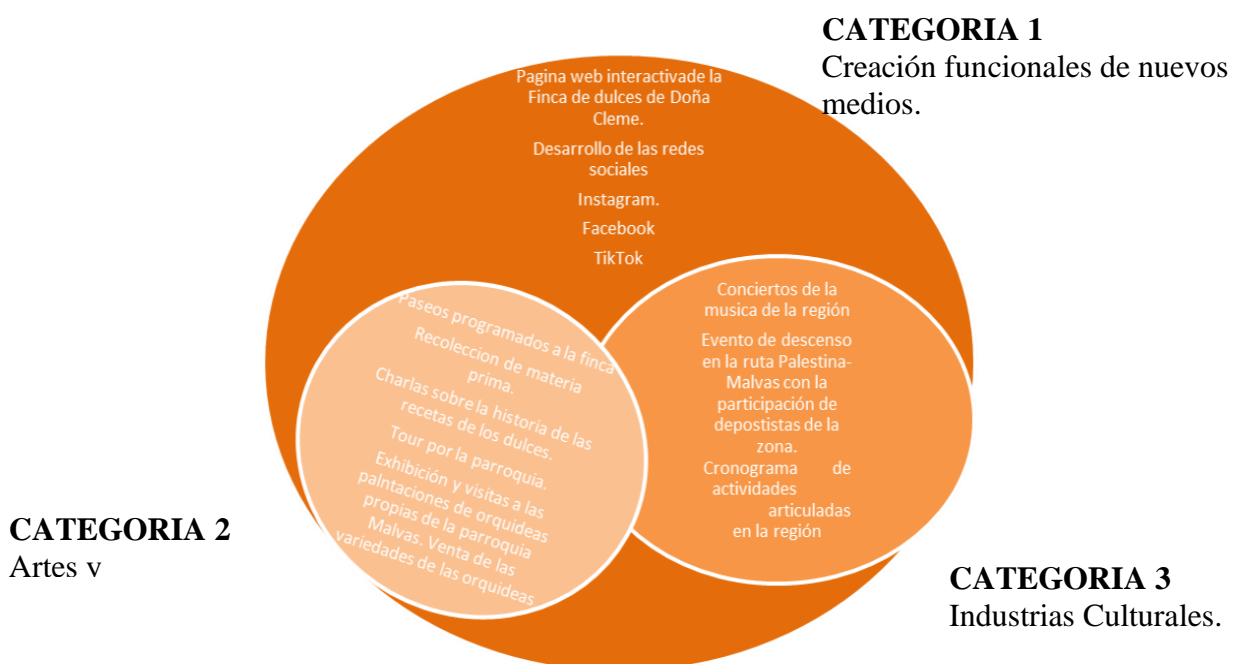 CATEGORIA 1
Creación funcionales de nuevos
medios.
Pagina web interactivade la
Finca de dulces de Doña
Cleme.
Desarrollo de las redes
sociales
Instagram.
Facebook
TikTok
Paseos programados a la finca
Recoleccion de materia
prima.
Charlas sobre la historia de las
recetas de los dulces.
Tour por la parroquia.
Exhibición y visitas a las
palntaciones de orquideas
propias de la parroquia
Malvas. Venta de las
variedades de las orquideas
Conciertos de la
musica de la región
Evento de descenso
en la ruta Palestina-
Malvas con la
participación de
depostistas de la
zona.
Cronograma de
actividades
articuladas
en la región
CATEGORIA 2
Artes v
CATEGORIA 3
Industrias Culturales.